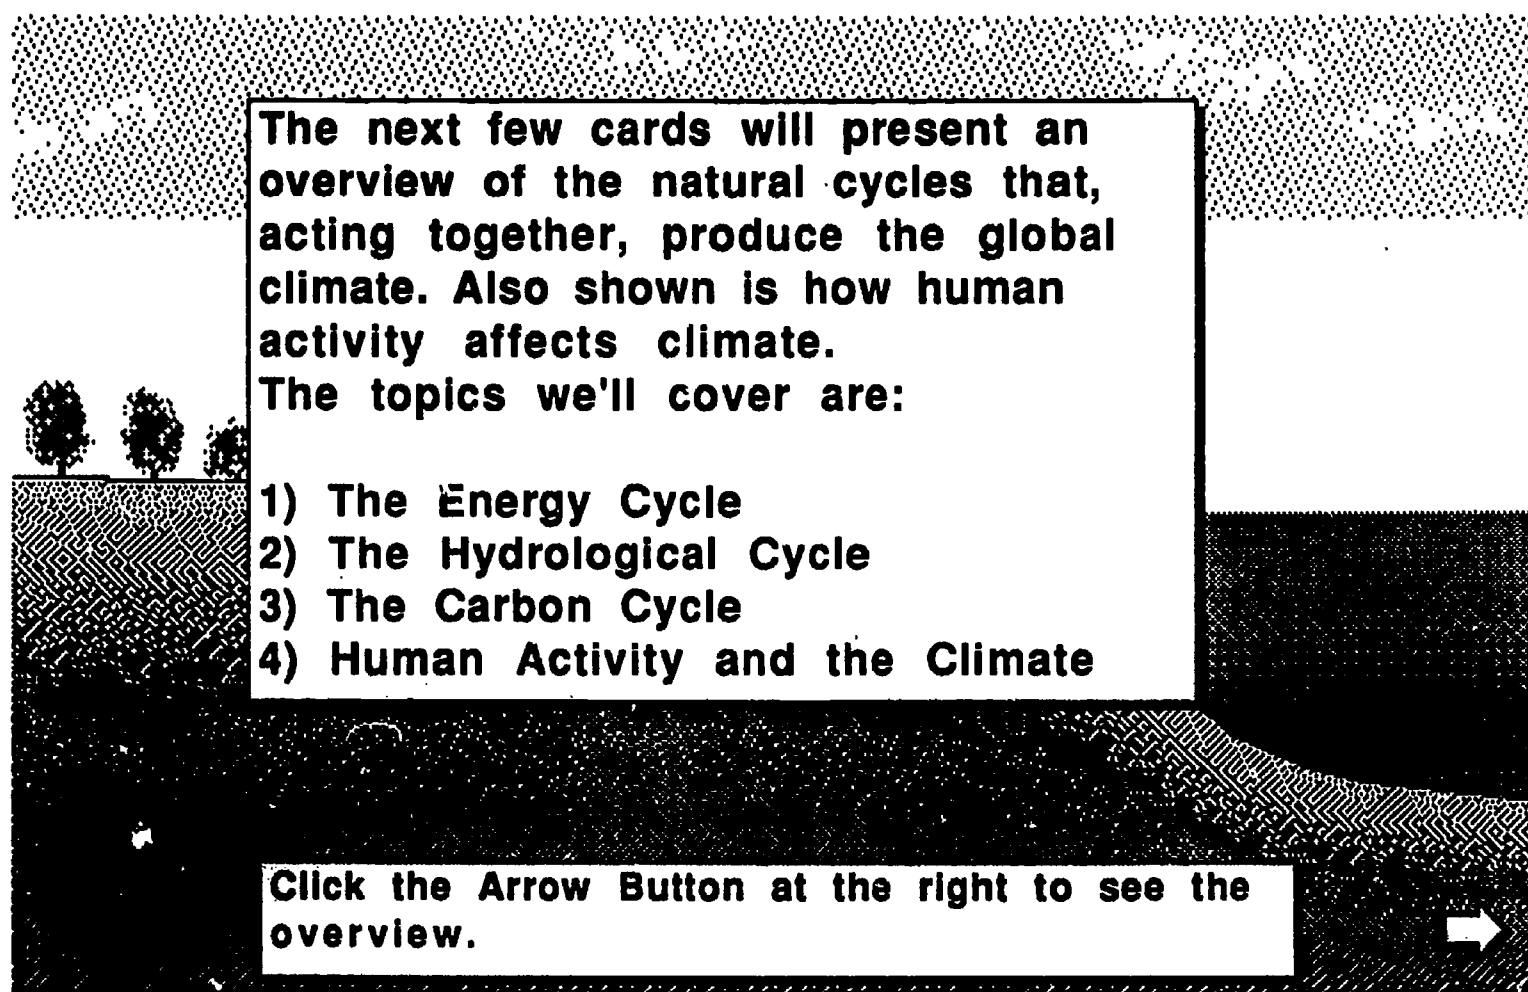 The next few cards will present an
overview of the natural cycles that,
acting together, produce the global
climate. Also shown is how human
activity affects climate.
The topics we'll cover are:
1) The Energy Cycle
2) The Hydrological Cycle
3) The Carbon Cycle
4) Human Activity and the Climate
Click the Arrow Button at the right to see the
overview.